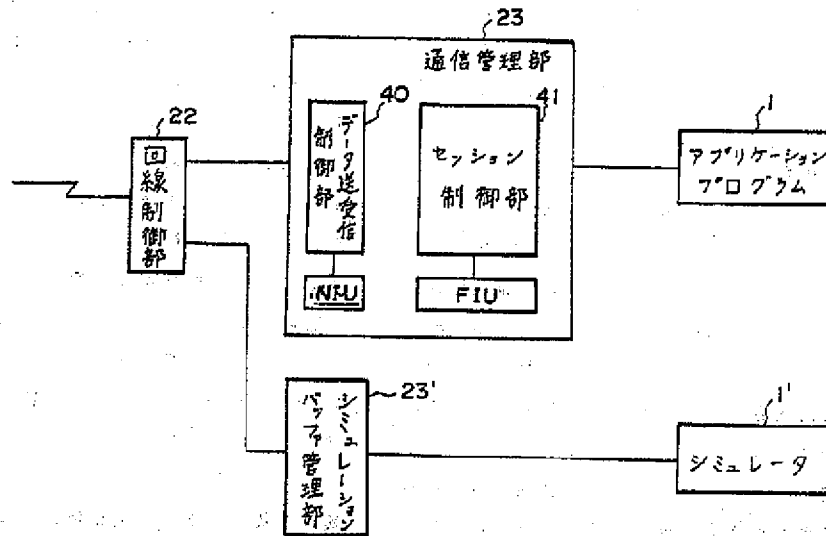 23
通信管理部
40
データ送受信
制御部
41
セッション
制御部
22
回線制御部
1
アプリケーション
プログラム
NIU
FIU
23'
シミュレーション
バッファ管理部
1'
シミュレータ